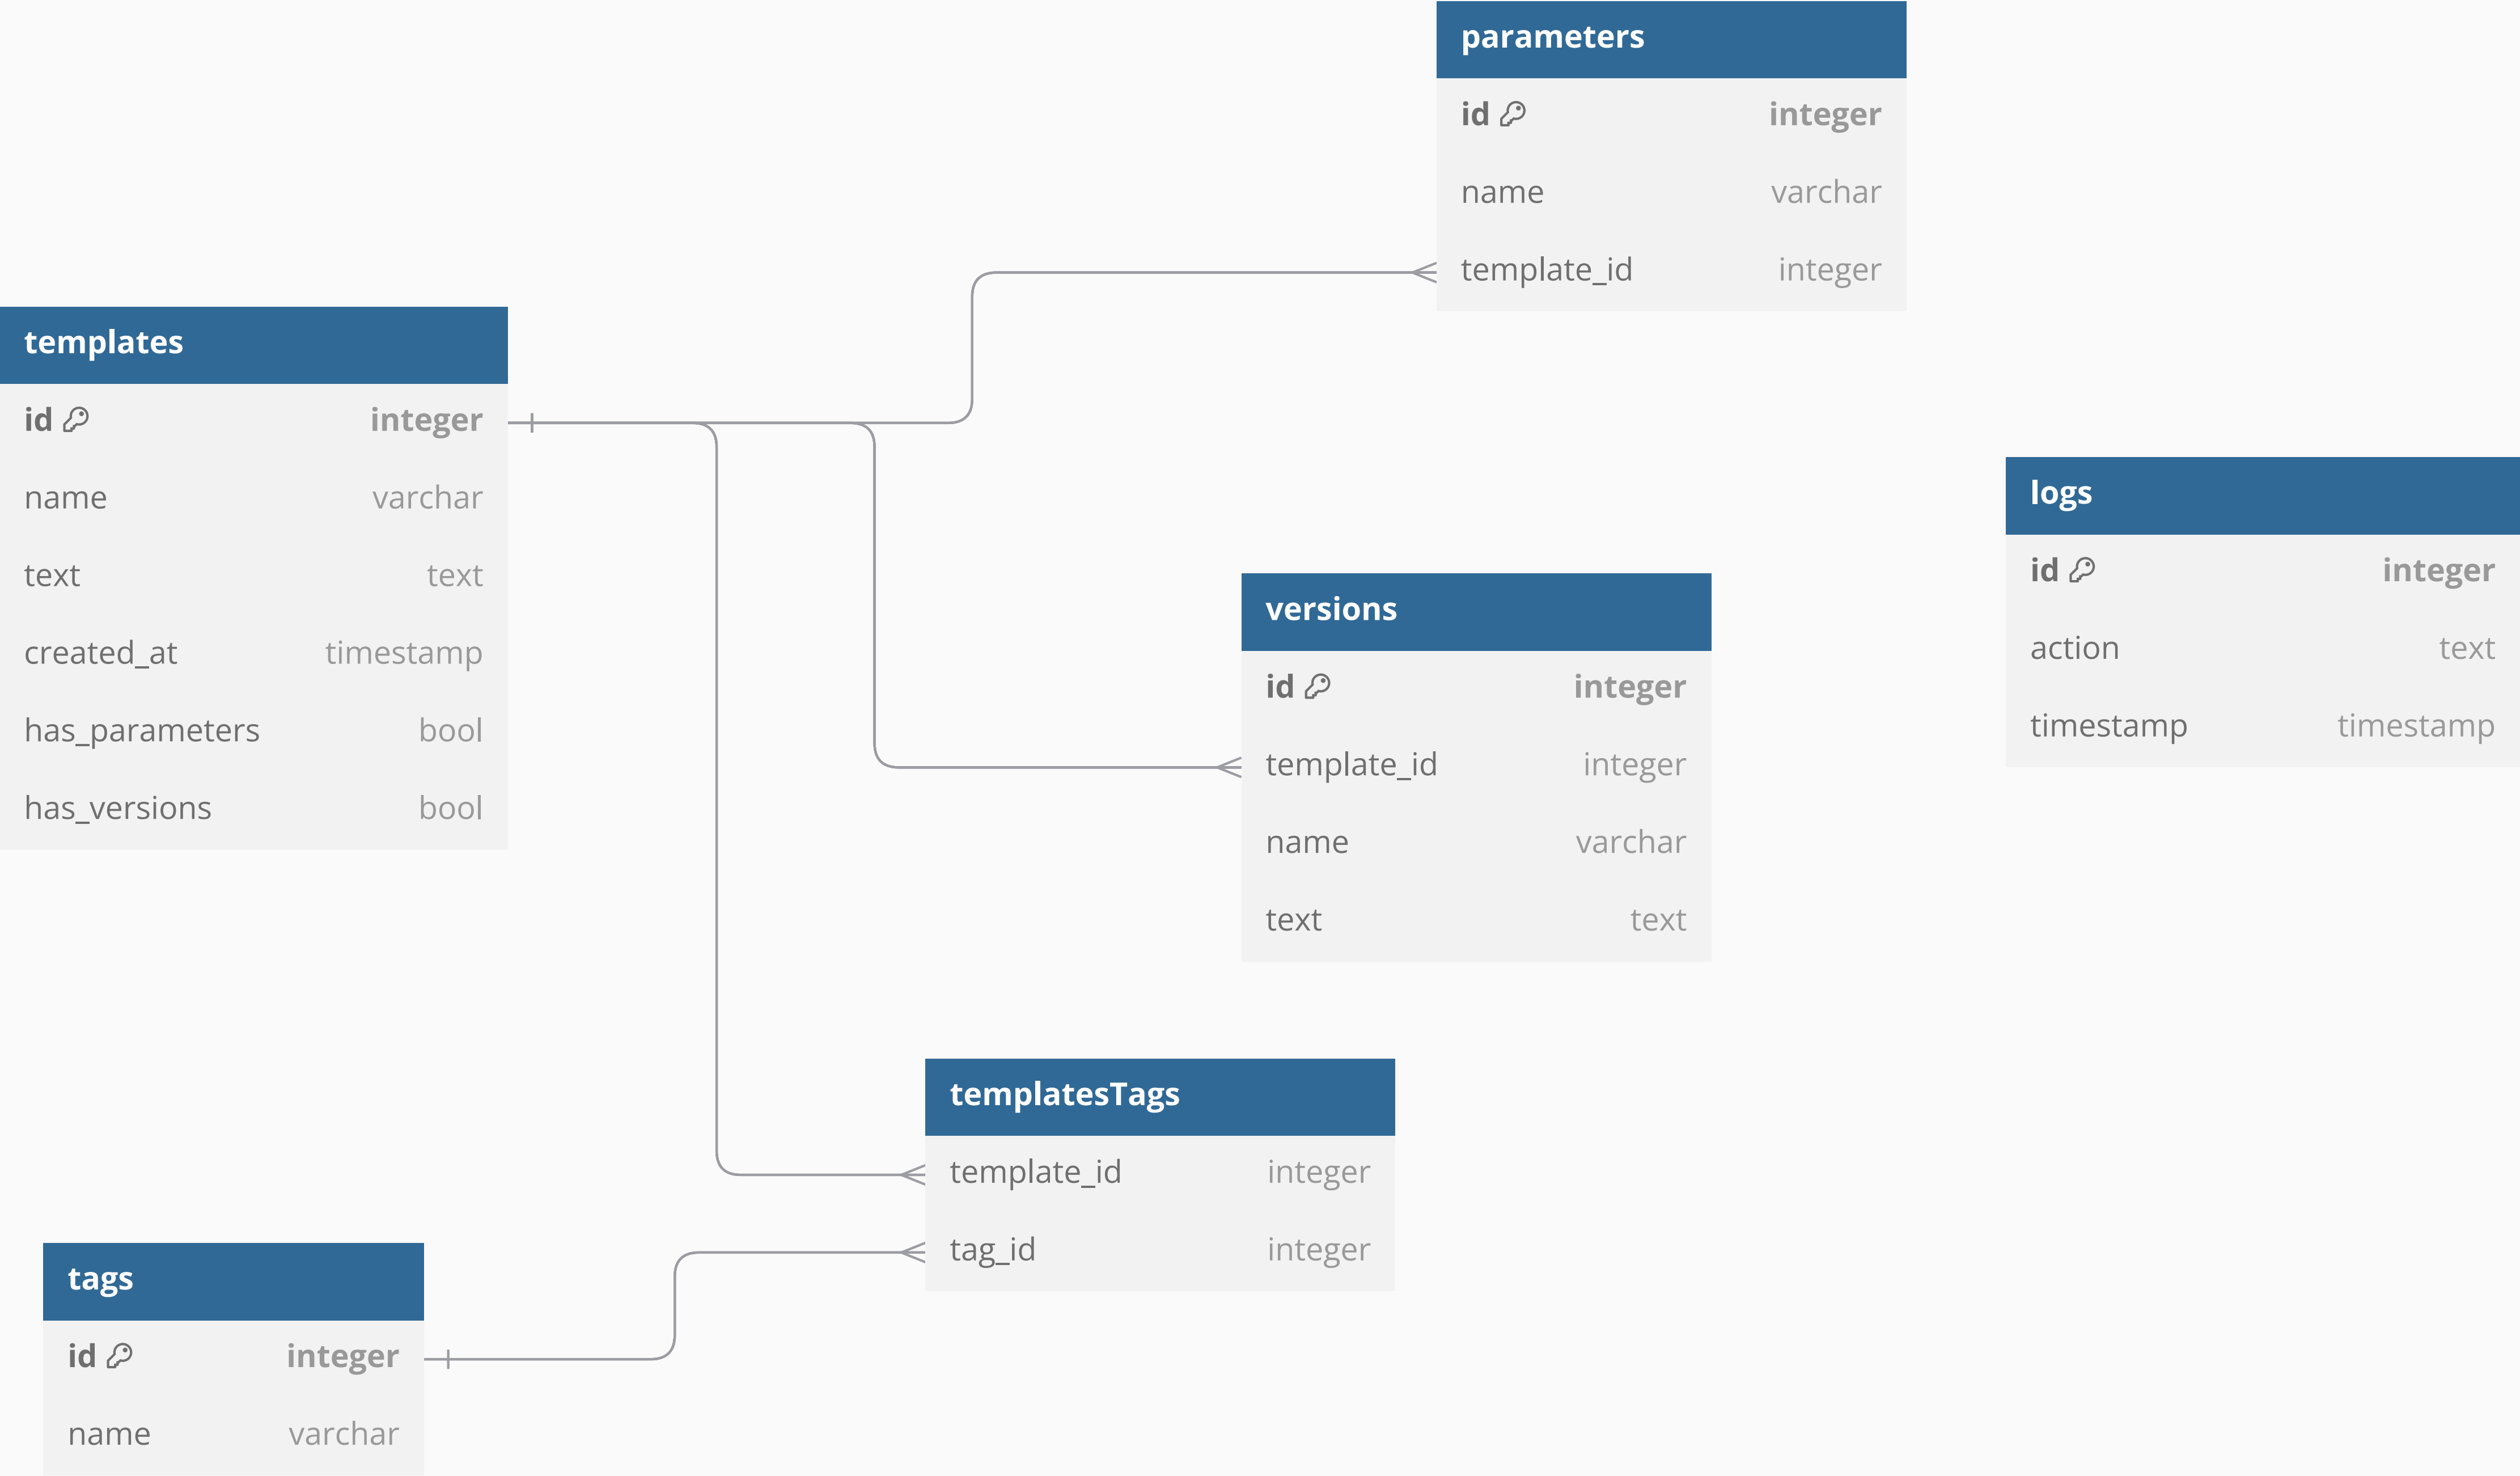 parameters
id integer
name varchar
template_id integer
templates
id integer
name varchar
text text
created_at timestamp
has_parameters bool
has_versions bool
logs
id integer
action text
timestamp timestamp
versions
id integer
template_id integer
name varchar
text text
templatesTags
template_id integer
tag_id integer
tags
id integer
name varchar